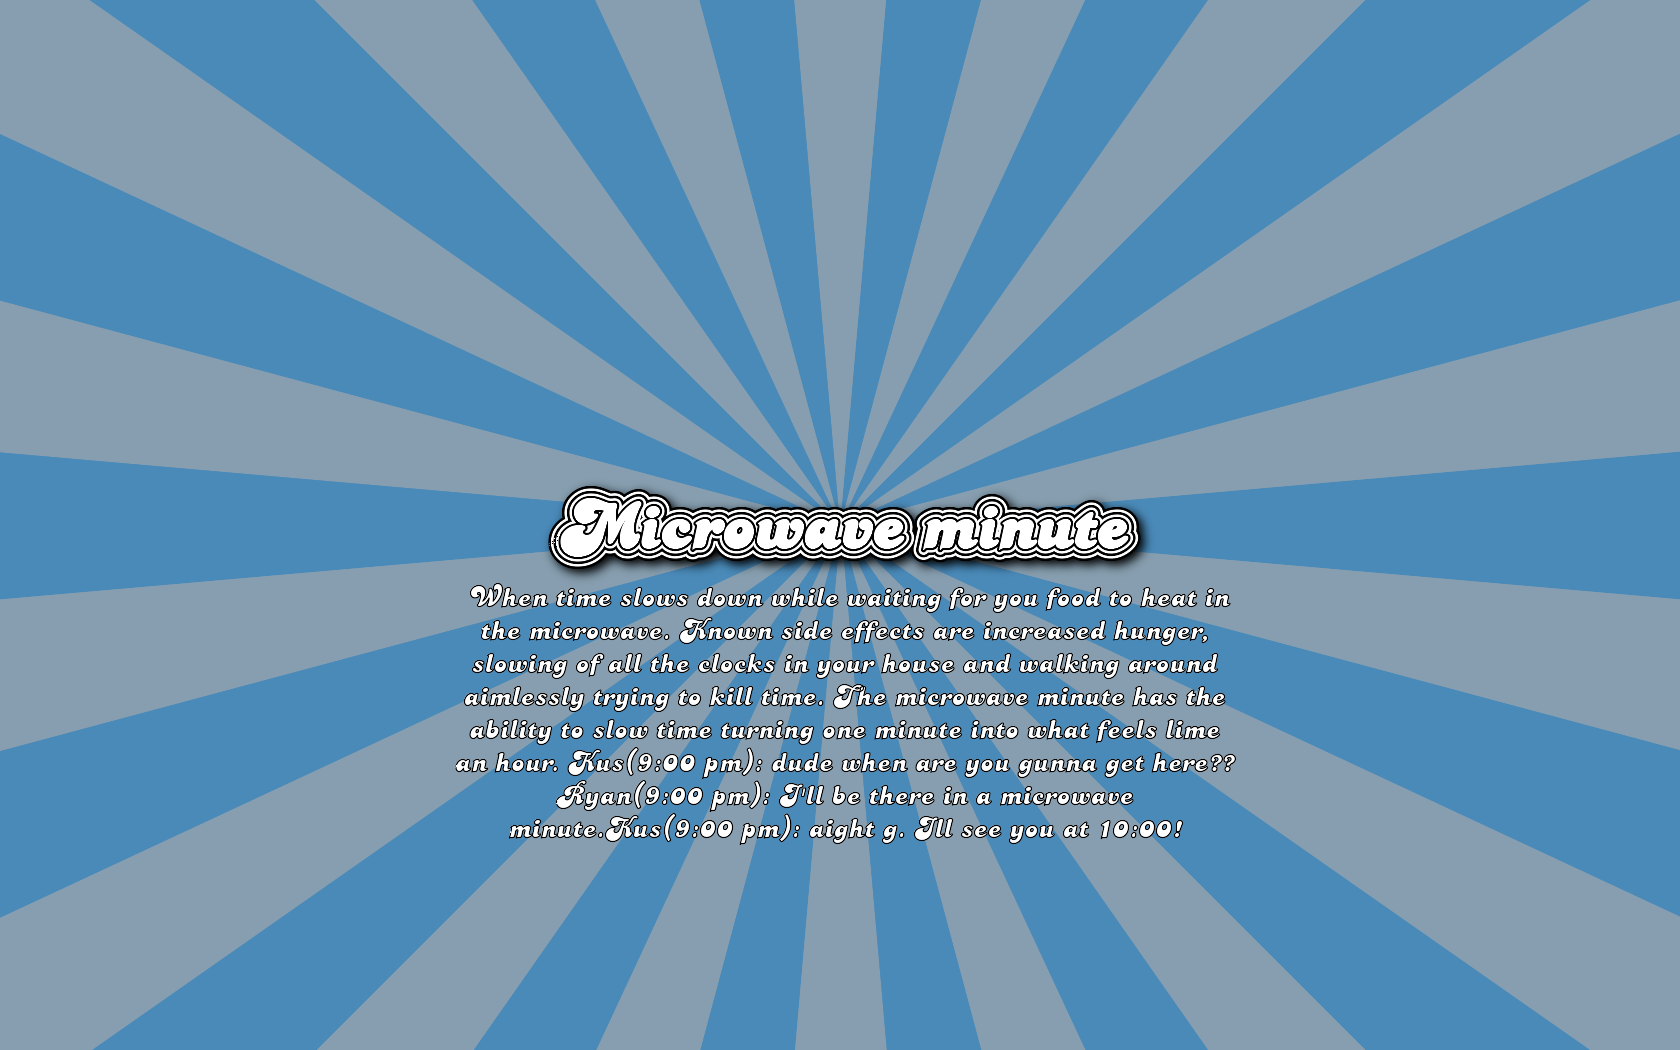 Microwave minute
When time slows down while waiting for you food to heat in
the microwave. Known side effects are increased hunger,
slowing of all the clocks in your house and walking around
aimlessly trying to kill time. The microwave minute has the
ability to slow time turning one minute into what feels lime
an hour. Kus(9:00 pm): dude when are you gunna get here??
Ryan(9:00 pm): I'll be there in a microwave
minute.Kus(9:00 pm): aight g. Ill see you at 10:00!